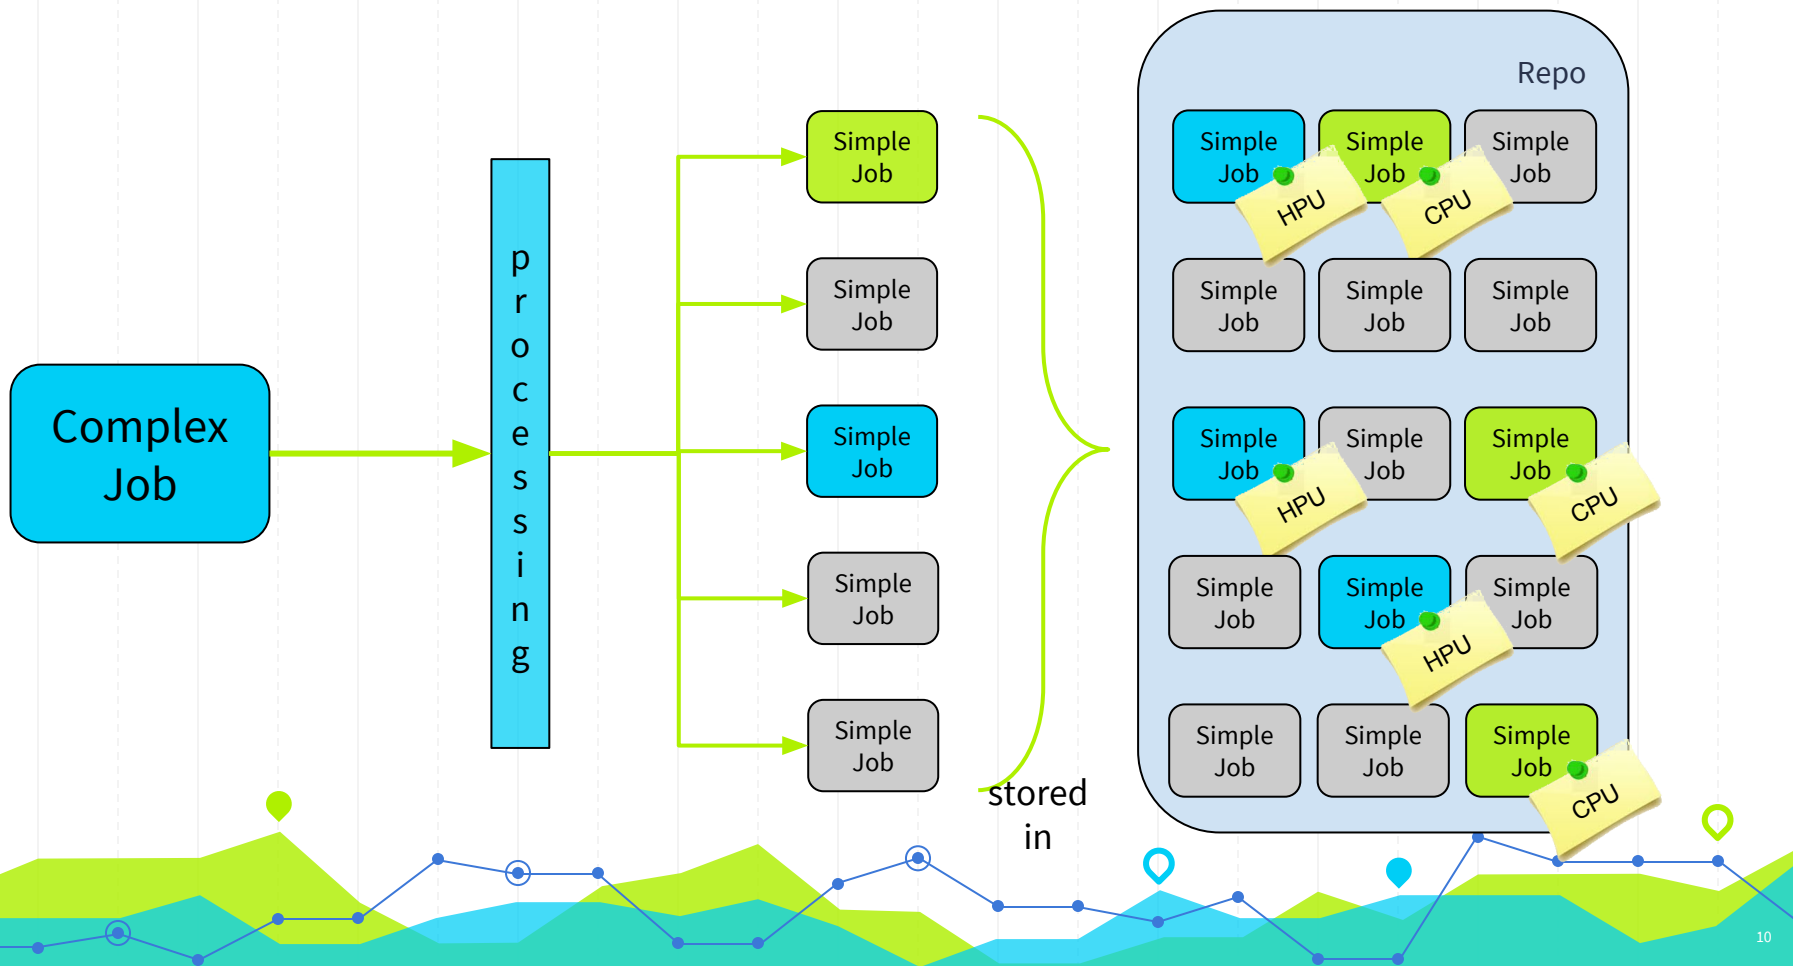 Complex
Job
p
r
o
c
e
s
s
i
n
g
Simple
Job
Simple
Job
Simple
Job
Simple
Job
Simple
Job
stored
in
Repo
Simple
Job
HPU
Simple
Job
CPU
Simple
Job
Simple
Job
Simple
Job
Simple
Job
Simple
Job
HPU
Simple
Job
Simple
Job
CPU
Simple
Job
Simple
Job
HPU
Simple
Job
Simple
Job
Simple
Job
Simple
Job
CPU
10